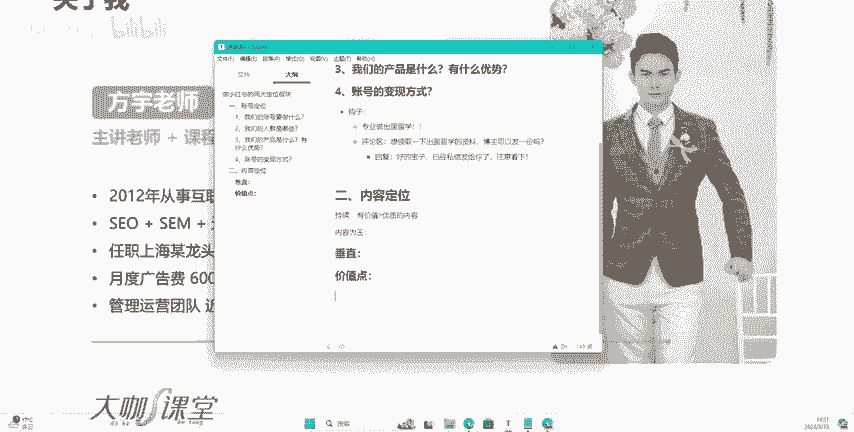 关于我
bilibili
方宇老师
主讲老师 + 课程
• 2012年从事互联
• SEO + SEM +
• 任职上海某龙头
• 月度广告费 600
• 管理运营团队 近
大咖课堂
da ka ke tang
文件(F) 编辑(E) 段落(P) 格式(O) 视图(V) 主题(T) 帮助(H)
文件 大纲
做小红书的两大定位板块
一、账号定位
1、我们的账号要做什么？
2、我们的人群是哪些？
3、我们的产品是什么？有什么优势？
4、账号的变现方式？
二、内容定位
垂直：
价值点：
3、我们的产品是什么？有什么优势？
4、账号的变现方式？
• 钩子：
专业做出国留学！！
评论区：想领取一下出国留学的资料，博主可以发一份吗？
回复：好的宝子，已经私信发给你了，注意看下！
二、内容定位
持续 有价值>优质的内容
内容为王：
垂直：
价值点：
搜索